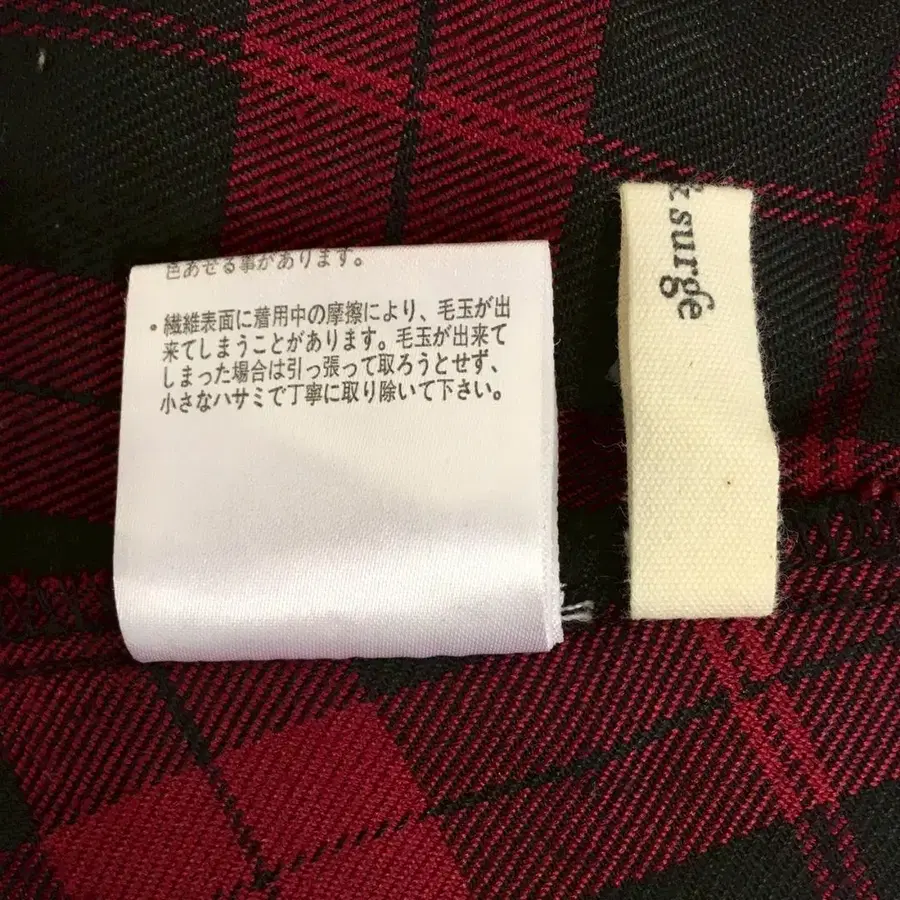 色あせる事があります。
・繊維表面に着用中の摩擦により、毛玉が出
来てしまうことがあります。毛玉が出来て
しまった場合は引っ張って取ろうとせず、
小さなハサミで丁寧に取り除いて下さい。
& surge